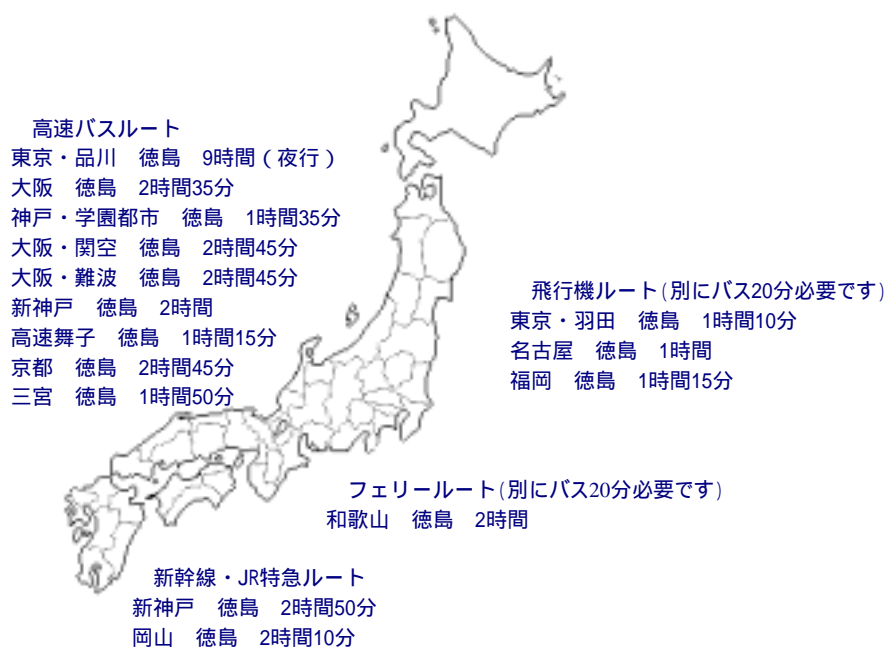 高速バスルート
東京・品川　徳島　9時間（夜行）
大阪　徳島　2時間35分
神戸・学園都市　徳島　1時間35分
大阪・関空　徳島　2時間45分
大阪・難波　徳島　2時間45分
新神戸　徳島　2時間
高速舞子　徳島　1時間15分
京都　徳島　2時間45分
三宮　徳島　1時間50分
飛行機ルート(別にバス20分必要です)
東京・羽田　徳島　1時間10分
名古屋　徳島　1時間
福岡　徳島　1時間15分
フェリールート(別にバス20分必要です)
和歌山　徳島　2時間
新幹線・JR特急ルート
新神戸　徳島　2時間50分
岡山　徳島　2時間10分